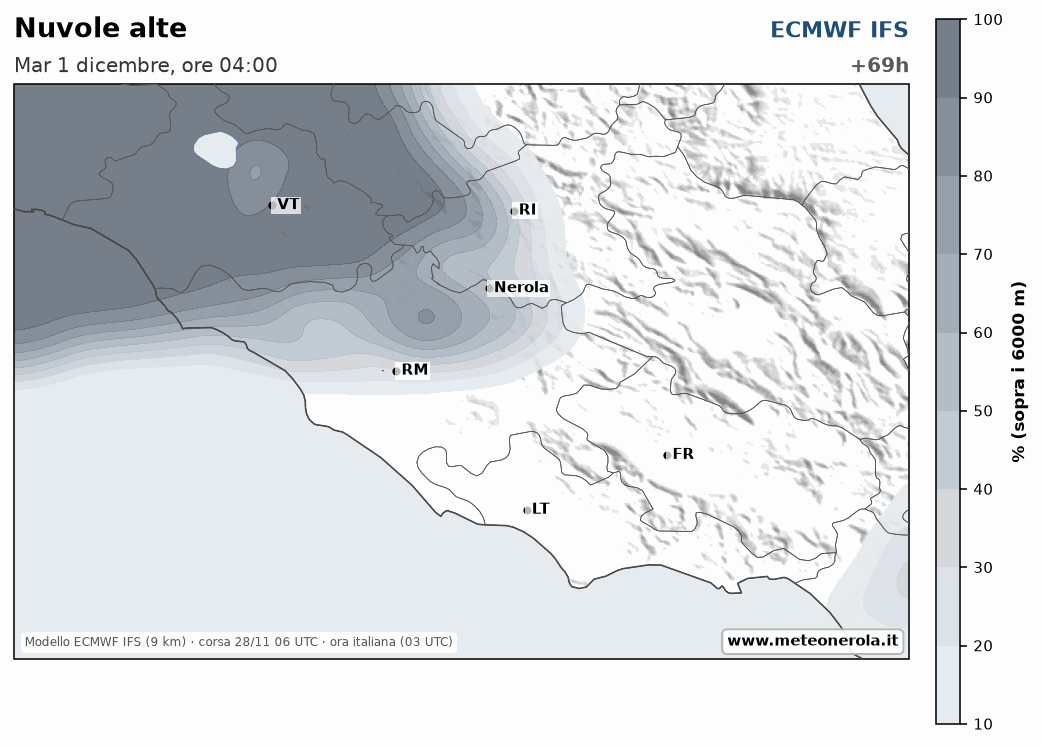 Nuvole alte
ECMWF IFS
Mar 1 dicembre, ore 04:00
+69h
VT
RI
Nerola
RM
FR
LT
Modello ECMWF IFS (9 km) · corsa 28/11 06 UTC · ora italiana (03 UTC)
www.meteonerola.it
100
90
80
70
60
50
40
30
20
10
% (sopra i 6000 m)